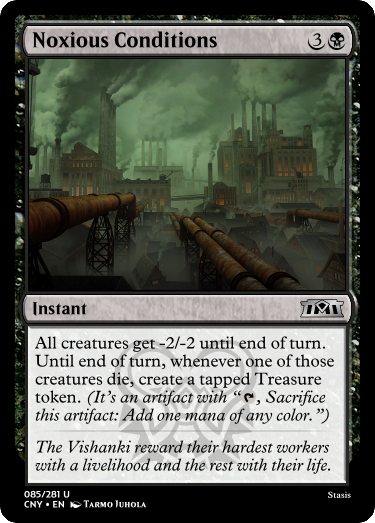 Noxious Conditions 3
Instant
All creatures get -2/-2 until end of turn.
Until end of turn, whenever one of those
creatures die, create a tapped Treasure
token. (It's an artifact with “, Sacrifice
this artifact: Add one mana of any color.”)
The Vishanki reward their hardest workers
with a livelihood and the rest with their life.
085/281 U
CNY • EN Tarmo Juhola
Stasis